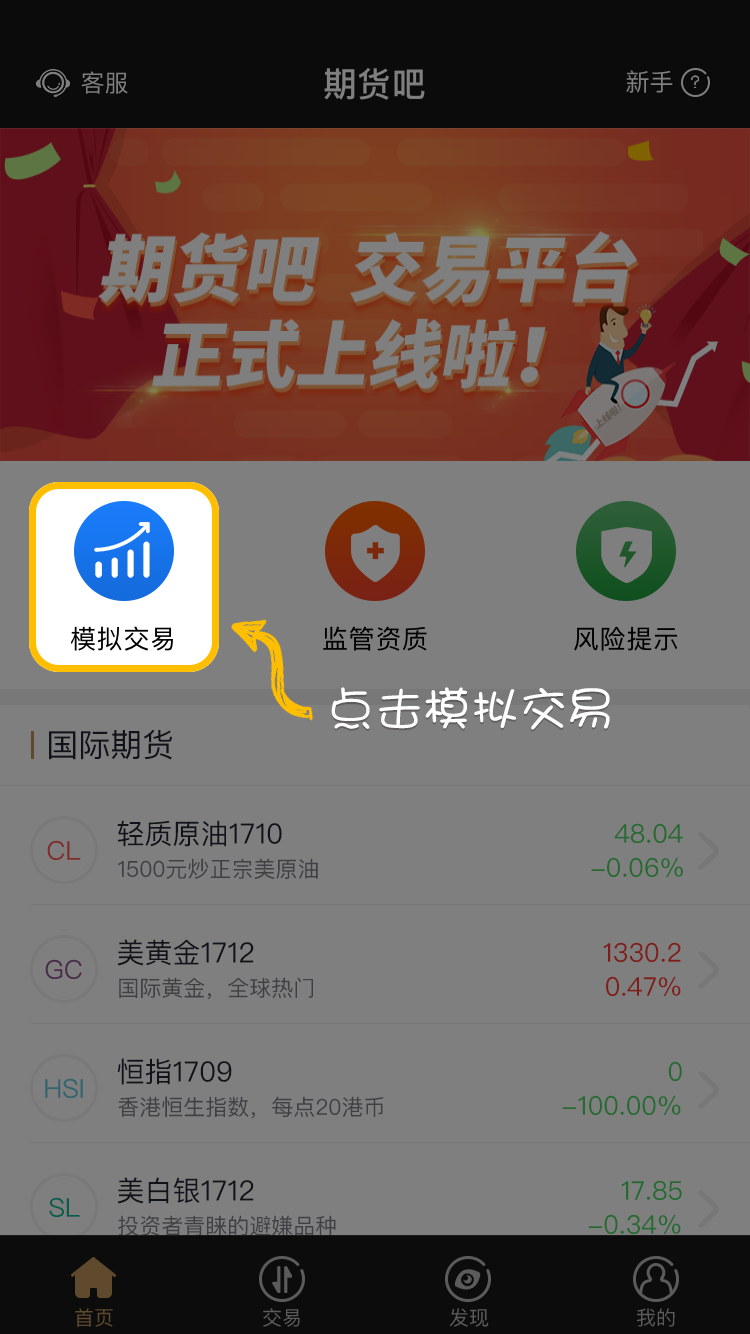 客服 期货吧 新手 ?
期货吧 交易平台
正式上线啦!
上线啦!
模拟交易 监管资质 风险提示
点击模拟交易
国际期货
CL 轻质原油1710 48.04
1500元炒正宗美原油 -0.06%
GC 美黄金1712 1330.2
国际黄金，全球热门 0.47%
HSI 恒指1709 0
香港恒生指数，每点20港币 -100.00%
SL 美白银1712 17.85
投资者青睐的避嫌品种 -0.34%
首页 交易 发现 我的